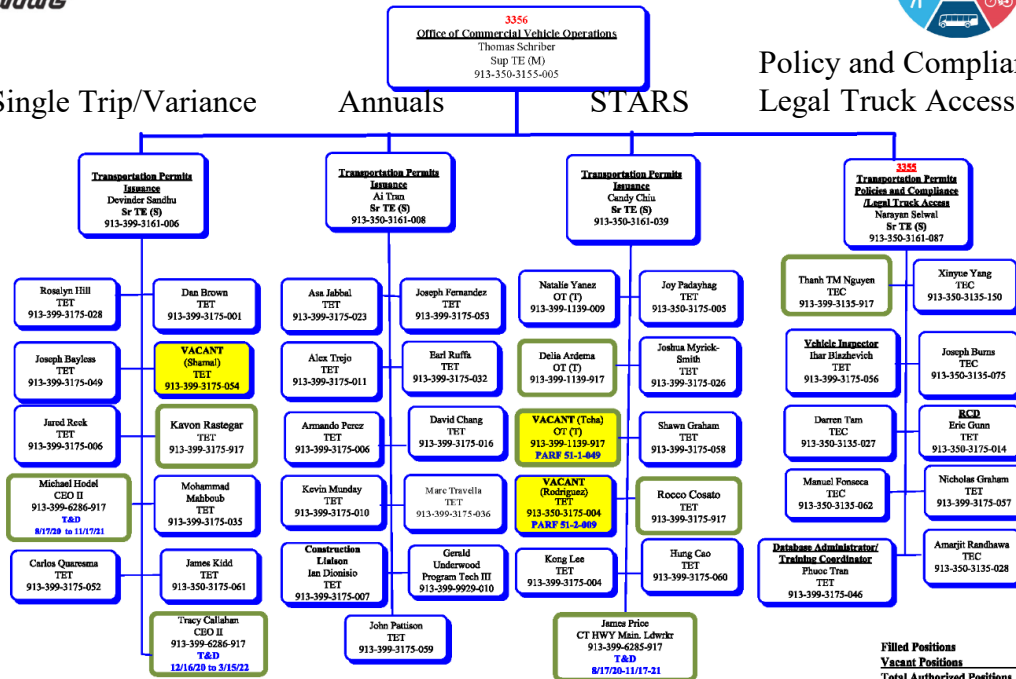 3356
Office of Commercial Vehicle Operations
Thomas Schriber
Sup TE (M)
913-350-3155-005
Single Trip/Variance
Annuals
STARS
Policy and Complian
Legal Truck Access
Transportation Permits
Issuance
Devinder Sandhu
Sr TE (S)
913-399-3161-006
Transportation Permits
Issuance
Ai Tran
Sr TE (S)
913-350-3161-008
Transportation Permits
Issuance
Candy Chiu
Sr TE (S)
913-350-3161-039
3355
Transportation Permits
Policies and Compliance
/Legal Truck Access
Narayan Selwal
Sr TE (S)
913-350-3161-087
Rosalyn Hill
TET
913-399-3175-028
Dan Brown
TET
913-399-3175-001
Joseph Bayless
TET
913-399-3175-049
VACANT
(Shamal)
TET
913-399-3175-054
Jared Reek
TET
913-399-3175-006
Kavon Rastegar
TET
913-399-3175-917
Michael Hodel
CEO II
913-399-6286-917
T&D
8/17/20 to 11/17/21
Mohammad
Mahboub
TET
913-399-3175-035
Carlos Quaresma
TET
913-399-3175-052
James Kidd
TET
913-350-3175-061
Tracy Callahan
CEO II
913-399-6286-917
T&D
12/16/20 to 3/15/22
Asa Jabbal
TET
913-399-3175-023
Joseph Fernandez
TET
913-399-3175-053
Alex Trejo
TET
913-399-3175-011
Earl Ruffa
TET
913-399-3175-032
Armando Perez
TET
913-399-3175-006
David Chang
TET
913-399-3175-016
Kevin Munday
TET
913-399-3175-010
Marc Travella
TET
913-399-3175-036
Construction
Liaison
Ian Dionisio
TET
913-399-3175-007
Gerald
Underwood
Program Tech III
913-399-9929-010
John Pattison
TET
913-399-3175-059
Natalie Yanez
OT (T)
913-399-1139-009
Joy Padayhag
TET
913-350-3175-005
Delia Ardema
OT (T)
913-399-1139-917
Joshua Myrick-
Smith
TET
913-399-3175-026
VACANT (Tcha)
OT (T)
913-399-1139-917
PARF 51-1-049
Shawn Graham
TET
913-399-3175-058
VACANT
(Rodriguez)
TET
913-350-3175-004
PARF 51-2-009
Rocco Cosato
TET
913-399-3175-917
Kong Lee
TET
913-399-3175-004
Hung Cao
TET
913-399-3175-060
James Price
CT HWY Main. Ldwrkr
913-399-6285-917
T&D
8/17/20-11/17-21
Thanh TM Nguyen
TEC
913-399-3135-917
Xinyue Yang
TEC
913-350-3135-150
Vehicle Inspector
Ihar Blazhevich
TET
913-399-3175-056
Joseph Burns
TEC
913-350-3135-075
Darren Tam
TEC
913-350-3135-027
RCD
Eric Gunn
TET
913-350-3175-014
Manuel Fonseca
TEC
913-350-3135-062
Nicholas Graham
TET
913-399-3175-057
Database Administrator/
Training Coordinator
Phuoc Tran
TET
913-399-3175-046
Amarjit Randhawa
TEC
913-350-3135-028
Filled Positions
Vacant Positions
Total Authorized Positions